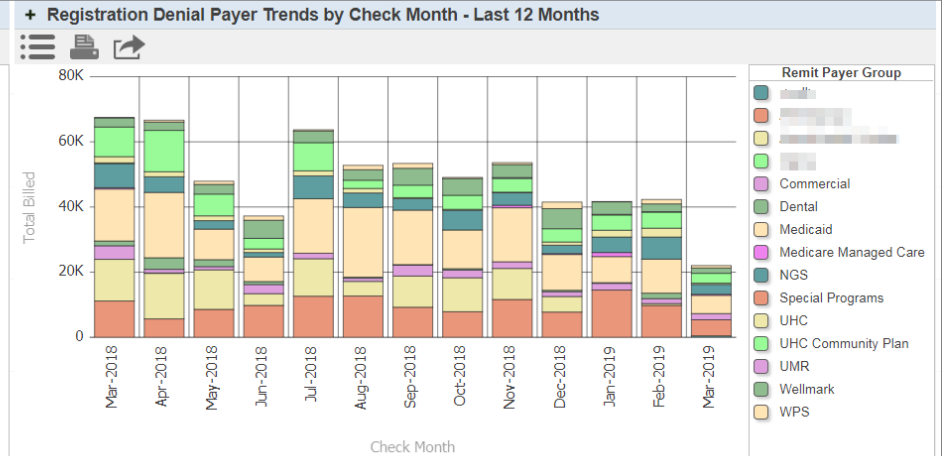 + Registration Denial Payer Trends by Check Month - Last 12 Months
80K
60K
40K
20K
0
Total Billed
Mar-2018
Apr-2018
May-2018
Jun-2018
Jul-2018
Aug-2018
Sep-2018
Oct-2018
Nov-2018
Dec-2018
Jan-2019
Feb-2019
Mar-2019
Check Month
Remit Payer Group
Commercial
Dental
Medicaid
Medicare Managed Care
NGS
Special Programs
UHC
UHC Community Plan
UMR
Wellmark
WPS